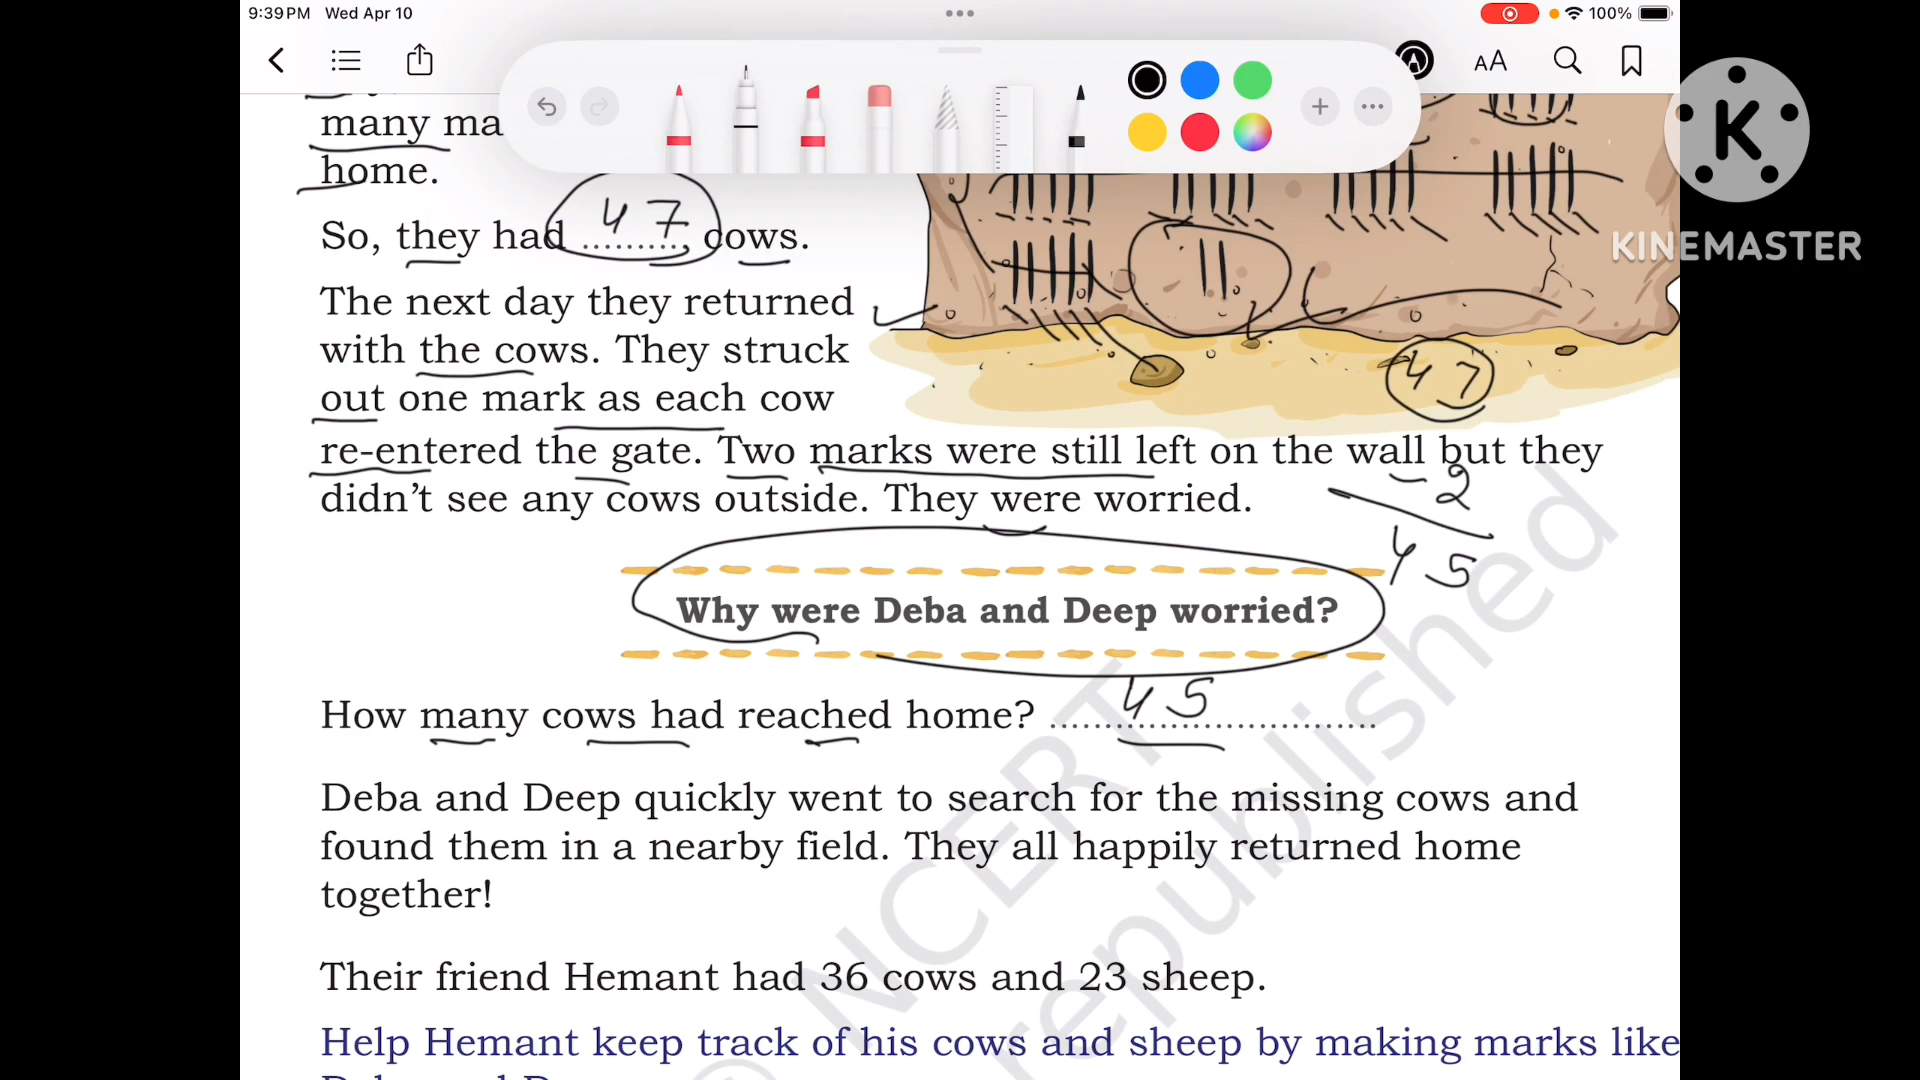 9:39 PM Wed Apr 10
100%
AA
K
KINEMASTER
many ma
home.
47
So, they had .......... cows.
The next day they returned
with the cows. They struck
out one mark as each cow
47
re-entered the gate. Two marks were still left on the wall but they
-2
didn't see any cows outside. They were worried.
45
Why were Deba and Deep worried?
45
How many cows had reached home? ..............................
Deba and Deep quickly went to search for the missing cows and
found them in a nearby field. They all happily returned home
together!
Their friend Hemant had 36 cows and 23 sheep.
Help Hemant keep track of his cows and sheep by making marks like
© NCERT
republished